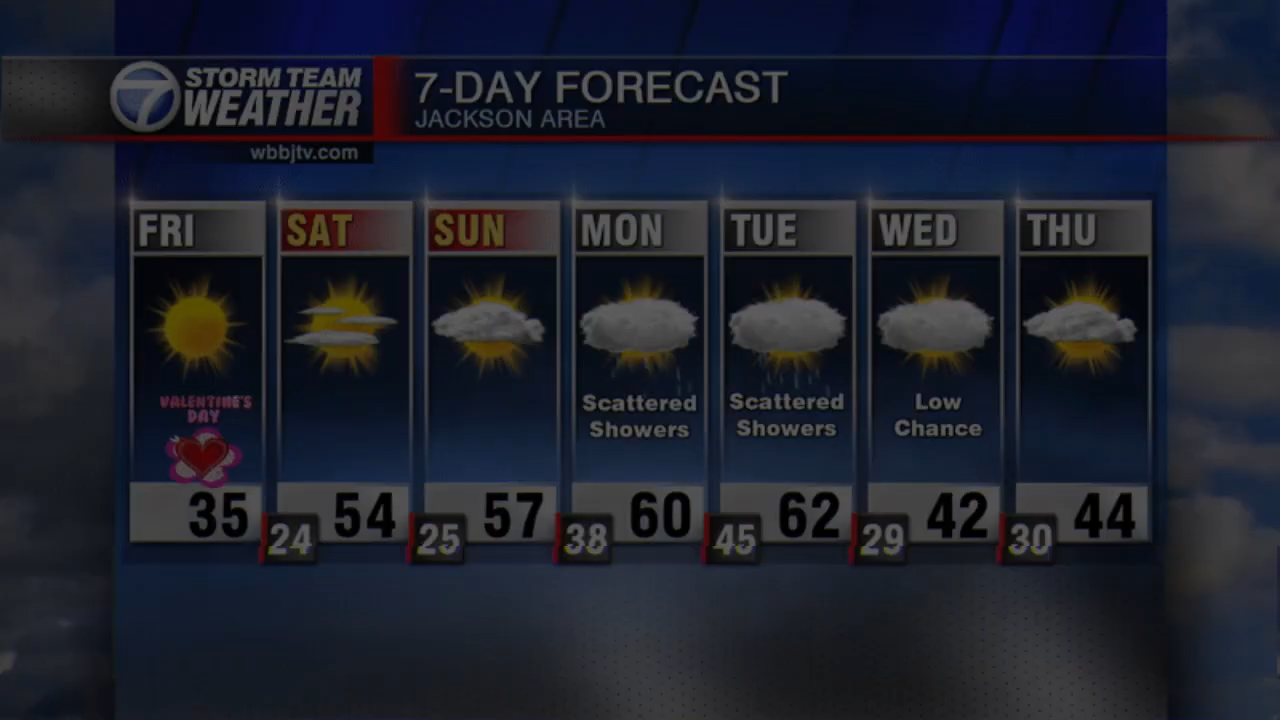 7 STORM TEAM
WEATHER
7-DAY FORECAST
JACKSON AREA
wbbjtv.com
FRI SAT SUN MON TUE WED THU
VALENTINE'S
DAY
Scattered
Showers
Scattered
Showers
Low
Chance
35 54 57 60 62 42 44
24 25 38 45 29 30